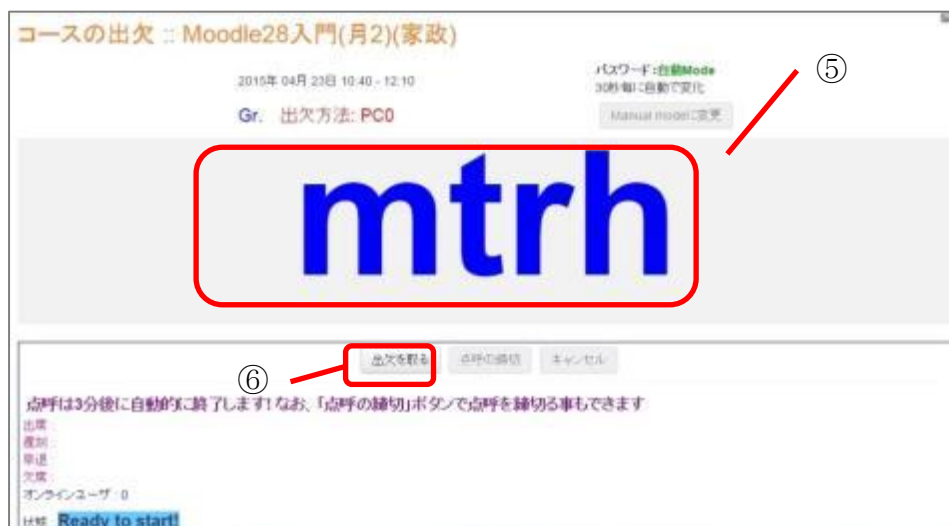 コースの出欠 :: Moodle28入門(月2)(家政)
2015年 04月 23日 10:40 - 12:10
パスワード:自動Mode
30秒毎に自動で変化
Gr. 出欠方法: PC0
Manual modeに変更
⑤
mtrh
出欠を取る 点呼の締切 キャンセル
⑥
点呼は3分後に自動的に終了します! なお、「点呼の締切」ボタンで点呼を締切る事もできます
出席 :
遅刻 :
早退 :
欠席 :
オンラインユーザ : 0
状態 : Ready to start!